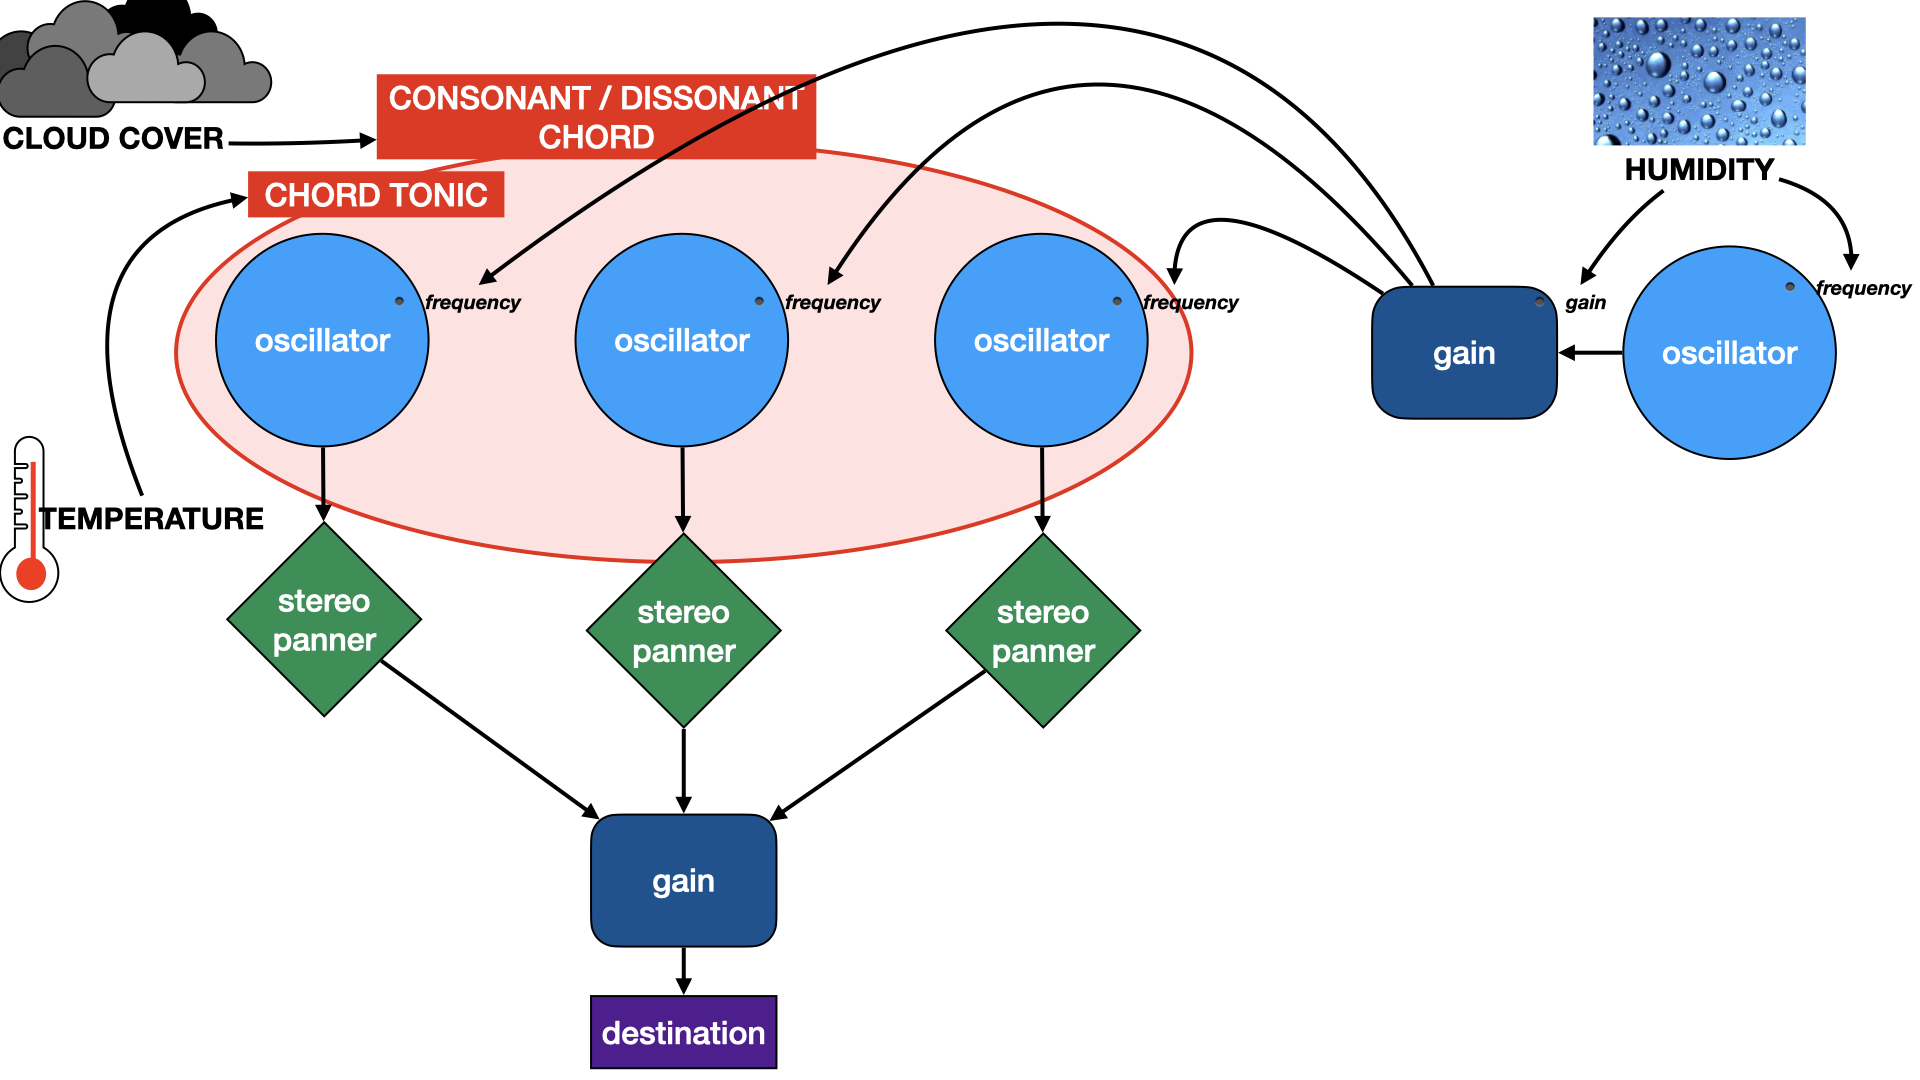 CONSONANT / DISSONANT
CHORD
CLOUD COVER
HUMIDITY
CHORD TONIC
frequency
frequency
frequency
gain
frequency
oscillator
oscillator
oscillator
gain
oscillator
TEMPERATURE
stereo
panner
stereo
panner
stereo
panner
gain
destination